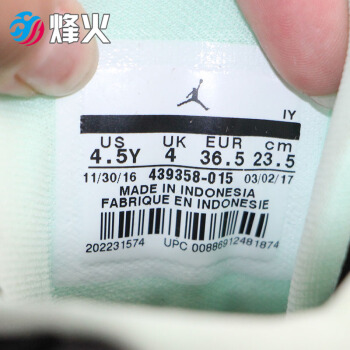 烽火
IY
US UK EUR cm
4.5Y 4 36.5 23.5
11/30/16 439358-015 03/02/17
MADE IN INDONESIA
FABRIQUE EN INDONESIE
202231574 UPC 00886912481874